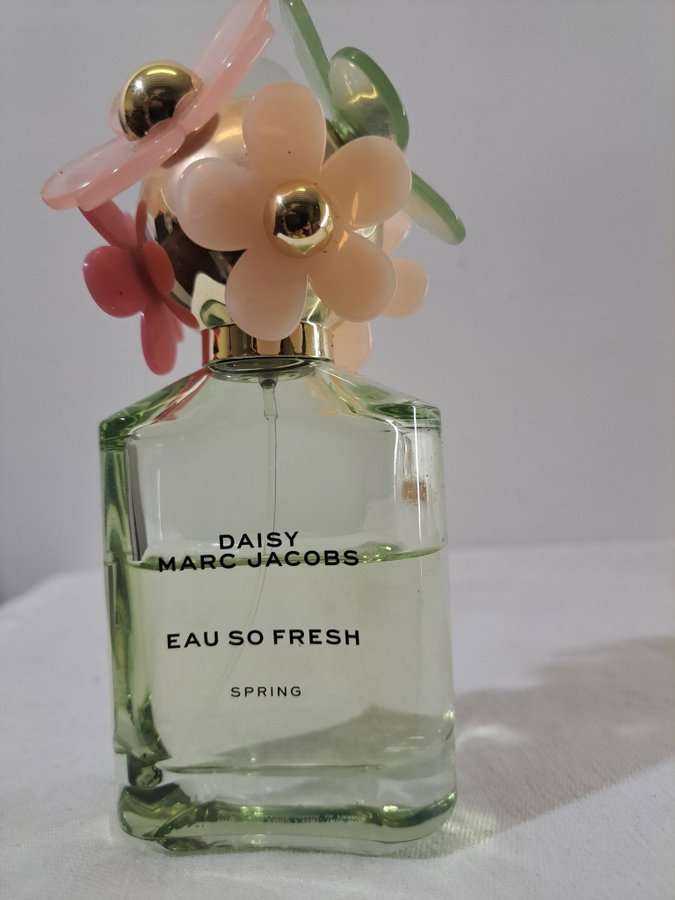 DAISY
MARC JACOBS
EAU SO FRESH
SPRING